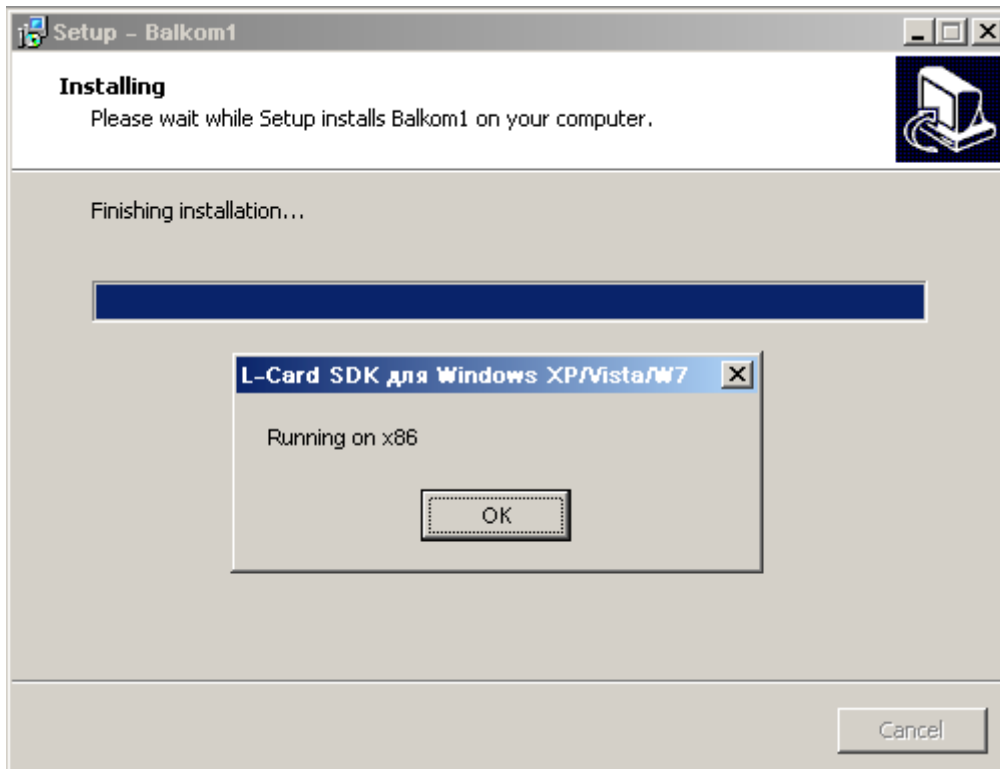 Setup - Balkom1
Installing
Please wait while Setup installs Balkom1 on your computer.
Finishing installation...
L-Card SDK для Windows XP/Vista/W7
Running on x86
OK
Cancel